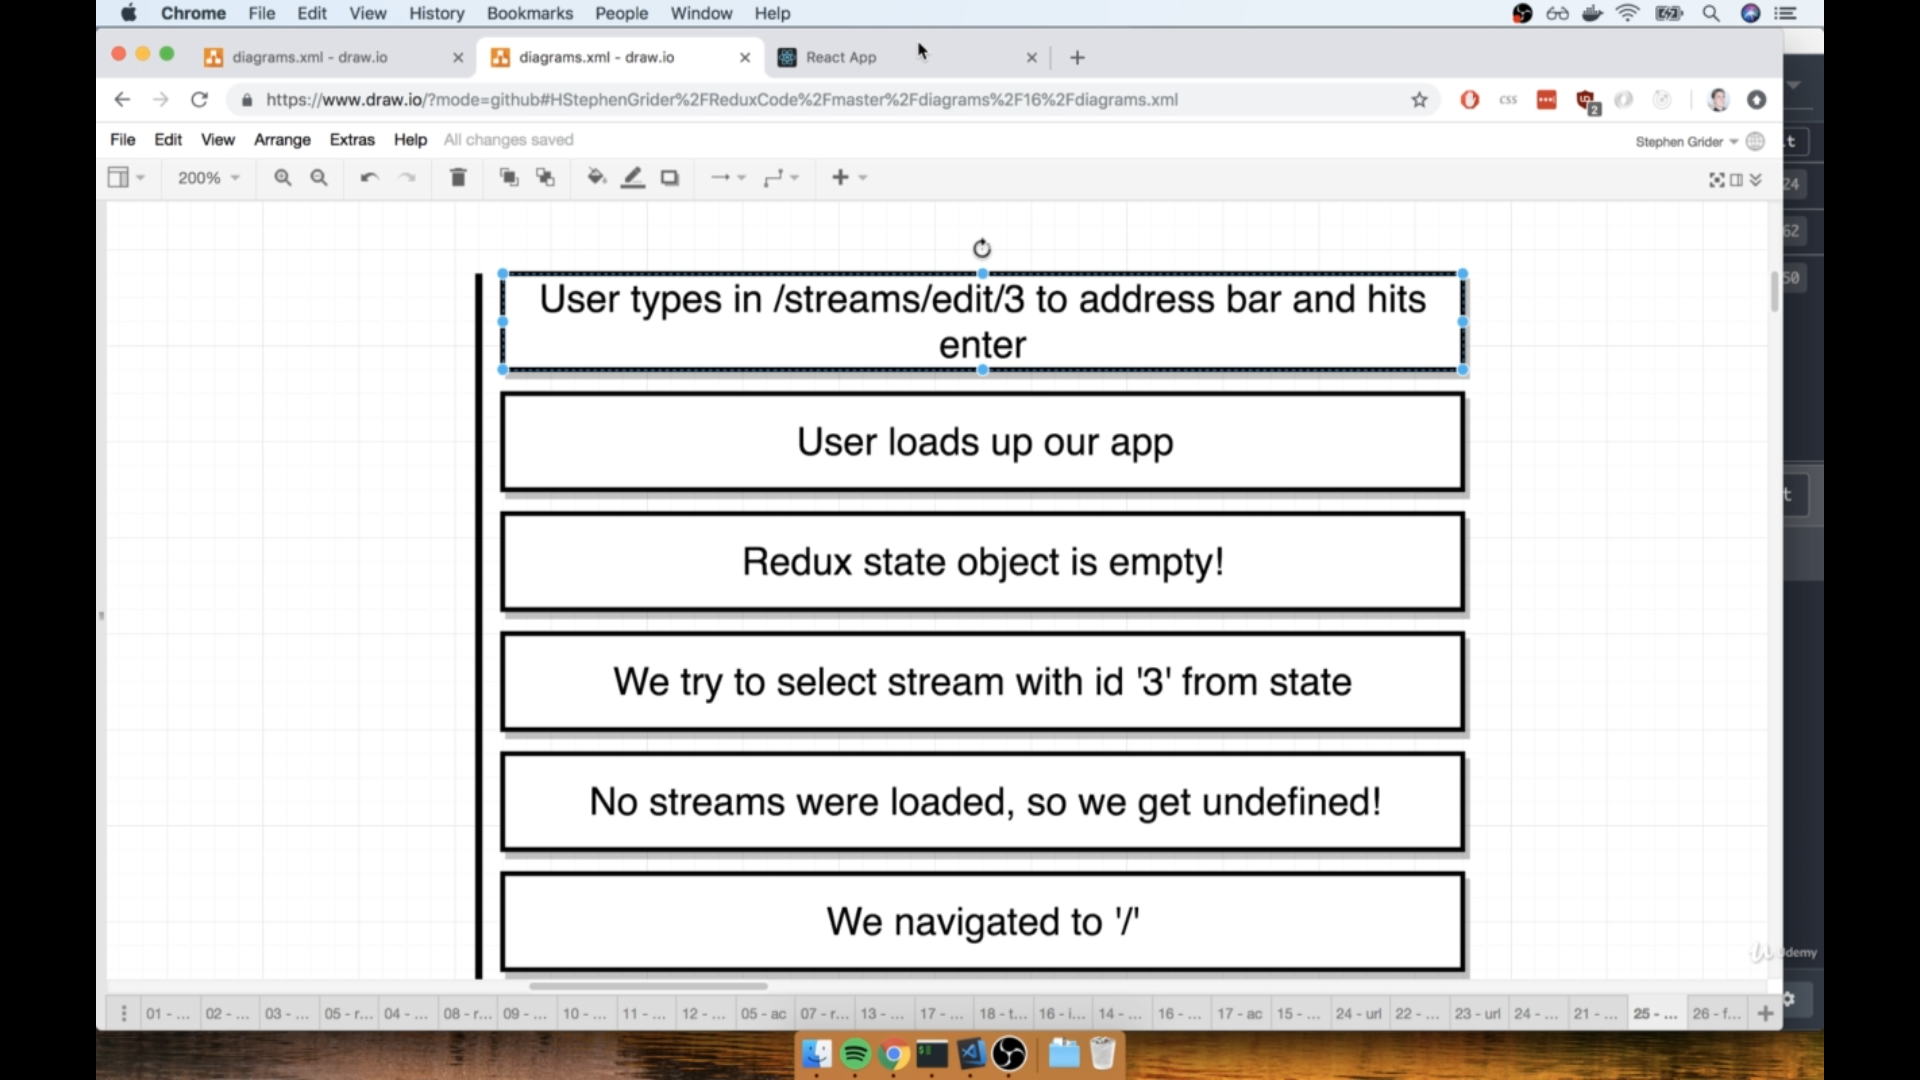 Chrome File Edit View History Bookmarks People Window Help
diagrams.xml - draw.io
diagrams.xml - draw.io
React App
https://www.draw.io/?mode=github#HStephenGrider%2FReduxCode%2Fmaster%2Fdiagrams%2F16%2Fdiagrams.xml
css
2
File Edit View Arrange Extras Help All changes saved
Stephen Grider
200%
24
62
50
User types in /streams/edit/3 to address bar and hits
enter
User loads up our app
Redux state object is empty!
We try to select stream with id '3' from state
No streams were loaded, so we get undefined!
We navigated to '/'
Udemy
01 - ... 02 - ... 03 - ... 05 - r... 04 - ... 08 - r... 09 - ... 10 - ... 11 - ... 12 - ... 05 - ac 07 - r... 13 - ... 17 - ... 18 - t... 16 - i... 14 - ... 16 - ... 17 - ac 15 - ... 24 - url 22 - ... 23 - url 24 - ... 21 - ... 25 - ... 26 - f...